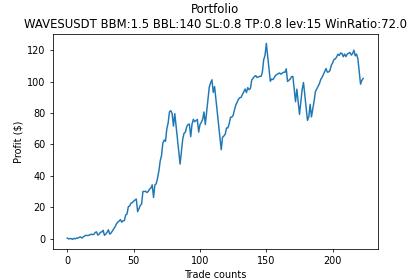 Portfolio
WAVESUSDT BBM:1.5 BBL:140 SL:0.8 TP:0.8 lev:15 WinRatio:72.0
120
100
80
60
40
20
0
Profit ($)
0 50 100 150 200
Trade counts